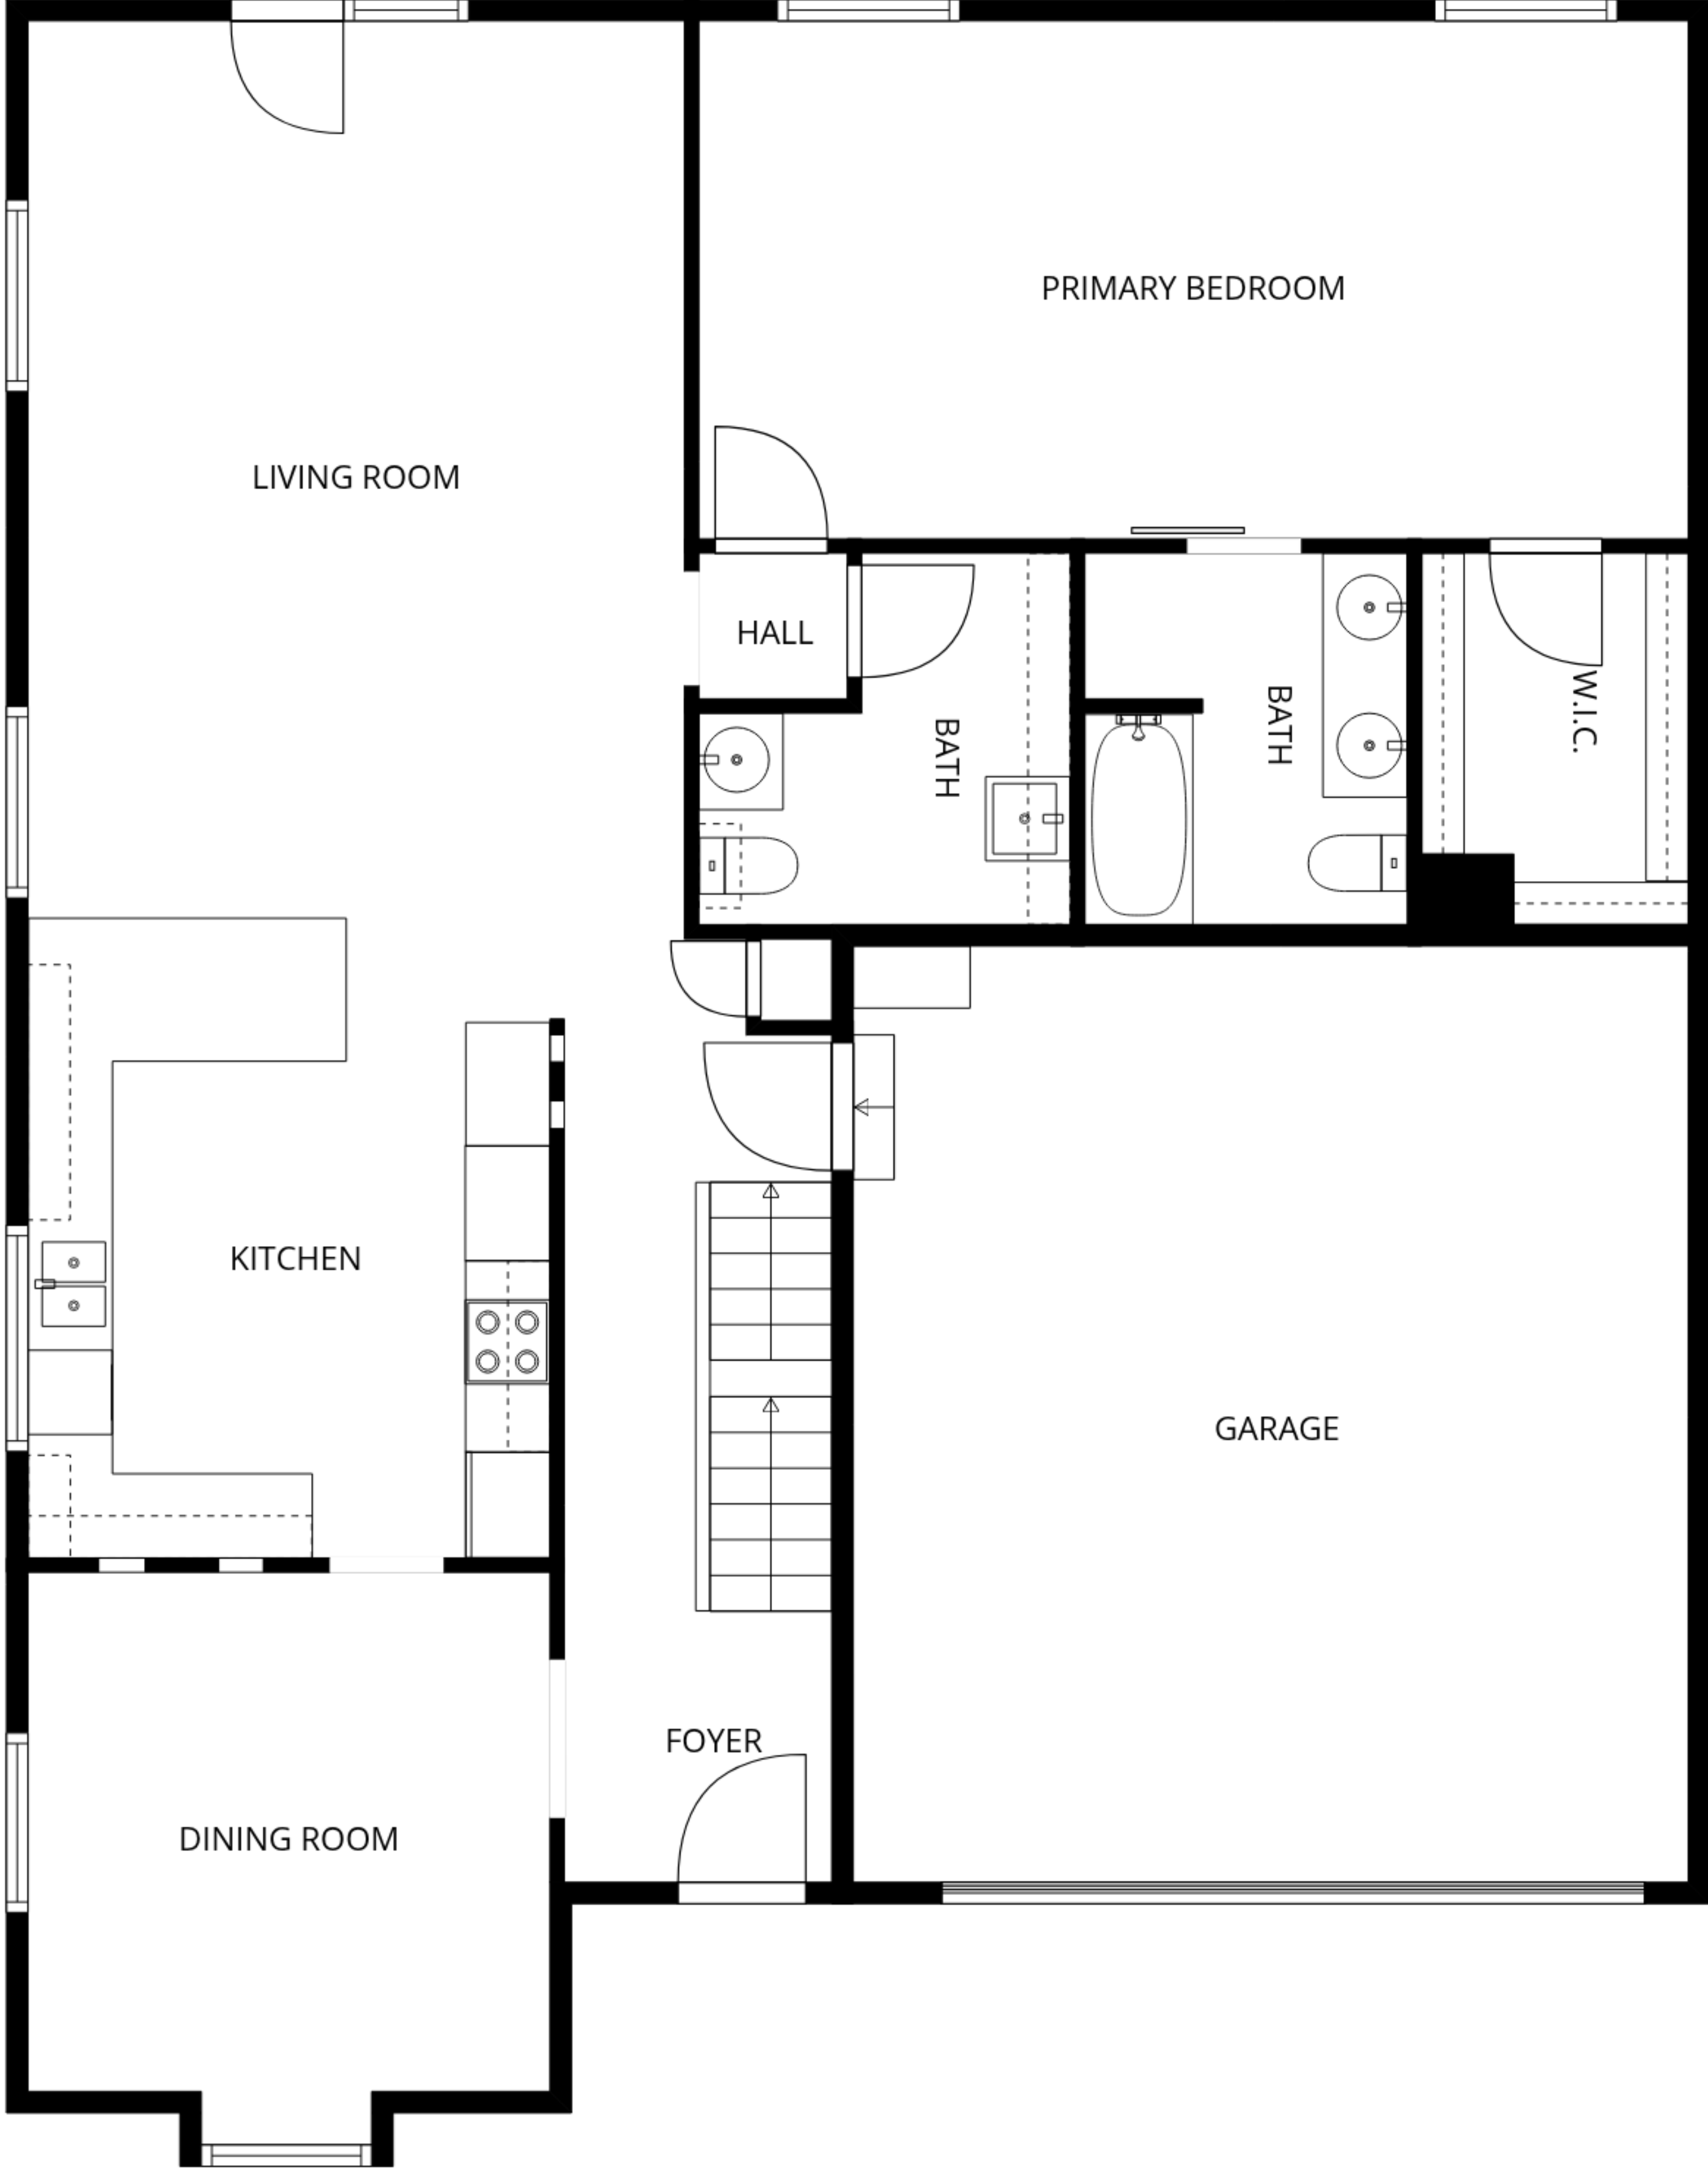 PRIMARY BEDROOM
LIVING ROOM
HALL
BATH
BATH
W.I.C.
KITCHEN
GARAGE
FOYER
DINING ROOM